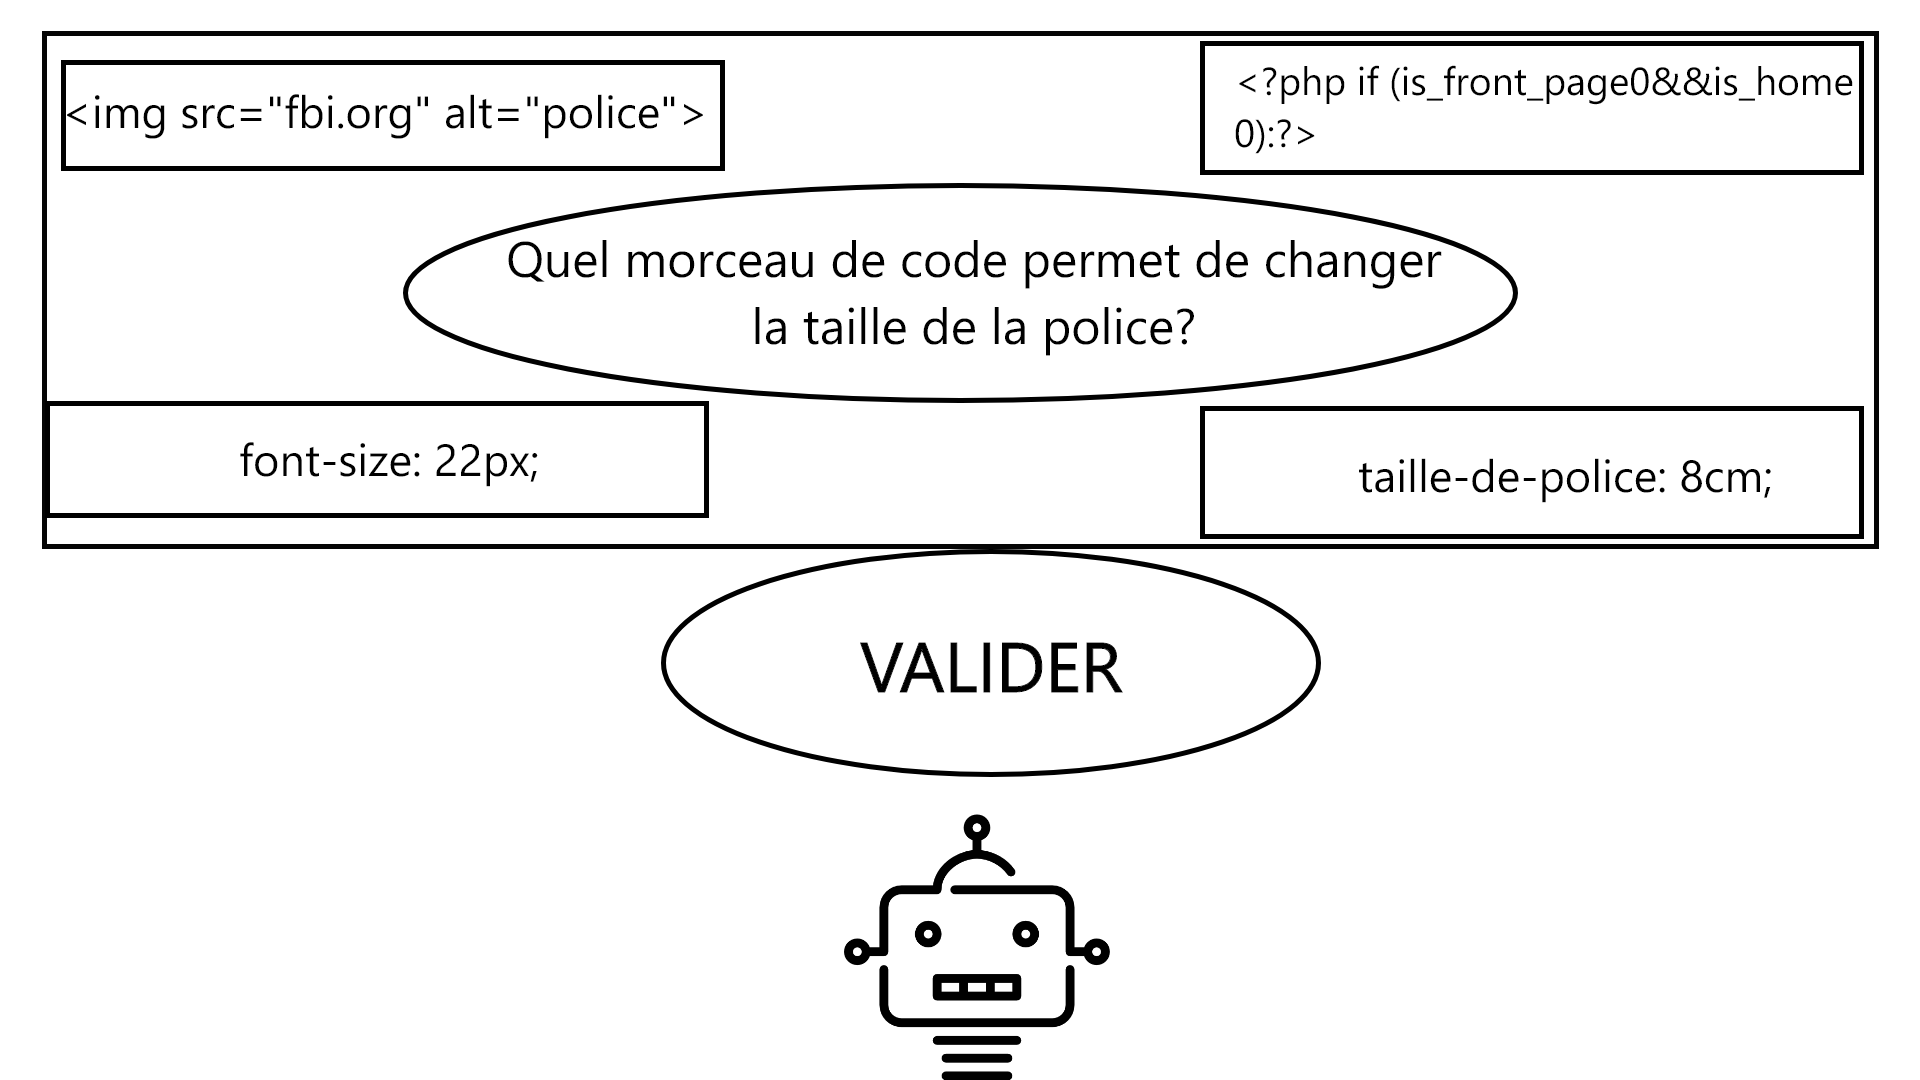 <img src="fbi.org" alt="police">
<?php if (is_front_page0&&is_home
0):?>
Quel morceau de code permet de changer
la taille de la police?
font-size: 22px;
taille-de-police: 8cm;
VALIDER